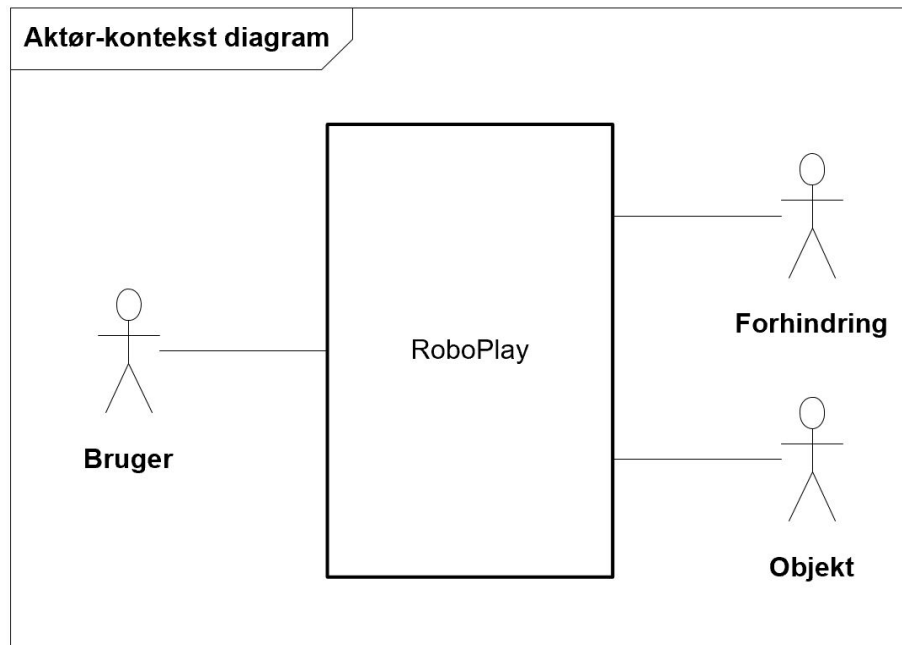 Aktør-kontekst diagram
Forhindring
RoboPlay
Bruger
Objekt